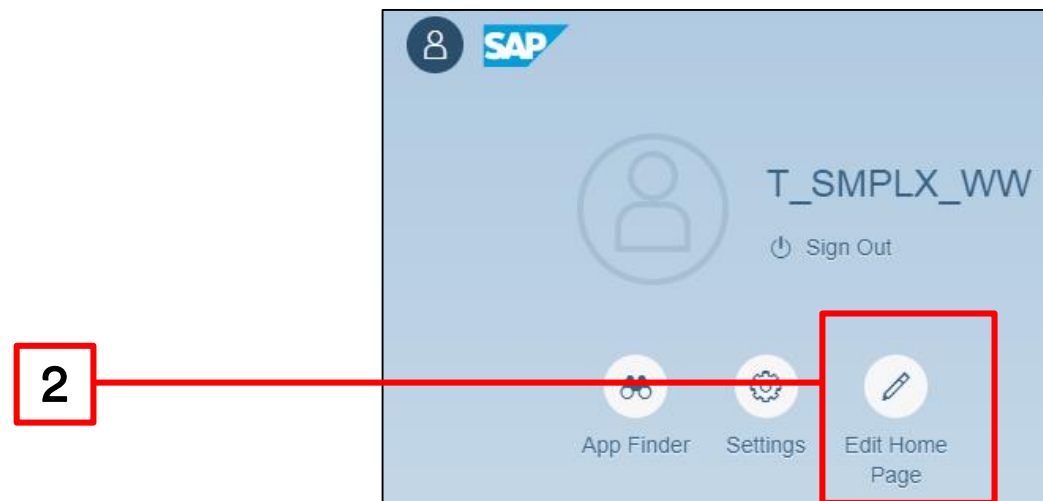 SAP
T_SMPLX_WW
Sign Out
2
App Finder
Settings
Edit Home
Page